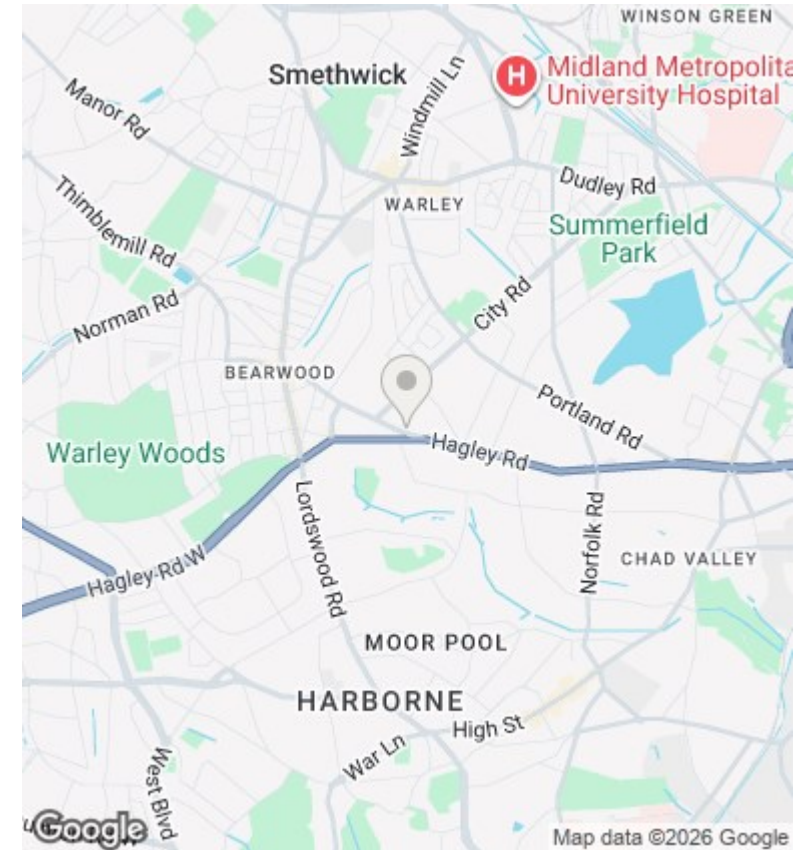 WINSON GREEN
Smethwick
H
Midland Metropolita
University Hospital
Manor Rd
Windmill Ln
Dudley Rd
WARLEY
Thimblemill Rd
Summerfield
Park
Norman Rd
City Rd
BEARWOOD
Portland Rd
Warley Woods
Hagley Rd
Lordswood Rd
Norfolk Rd
CHAD VALLEY
Hagley Rd W
MOOR POOL
HARBORNE
High St
War Ln
West Blvd
Google
Map data ©2026 Google